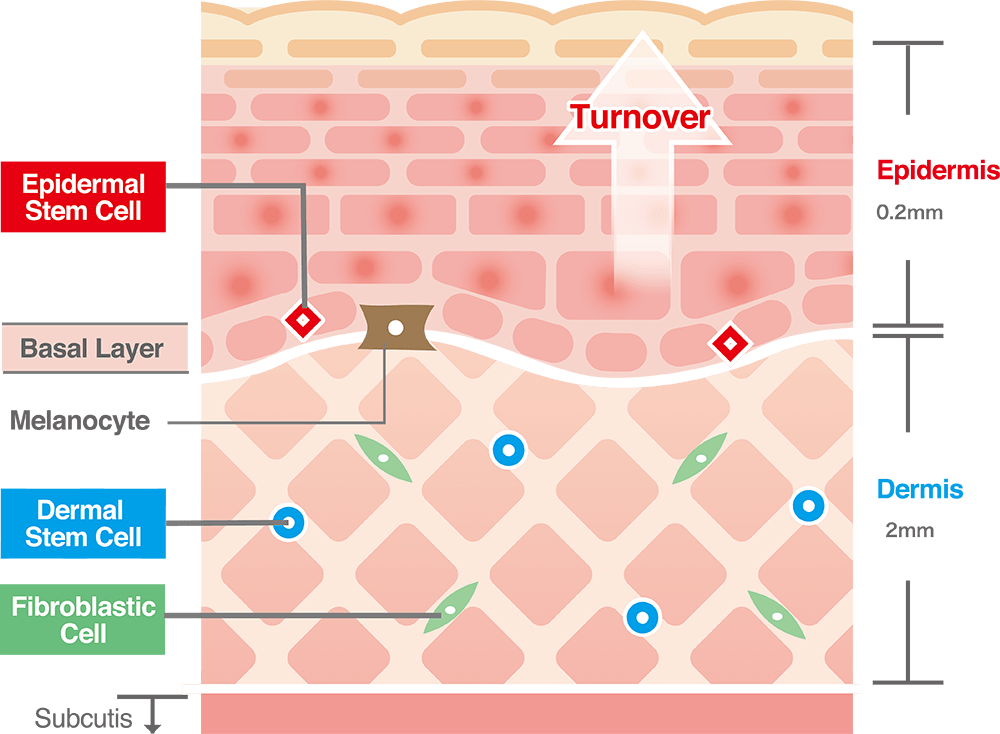 Turnover
Epidermal
Stem Cell
Epidermis
0.2mm
Basal Layer
Melanocyte
Dermal
Stem Cell
Dermis
2mm
Fibroblastic
Cell
Subcutis